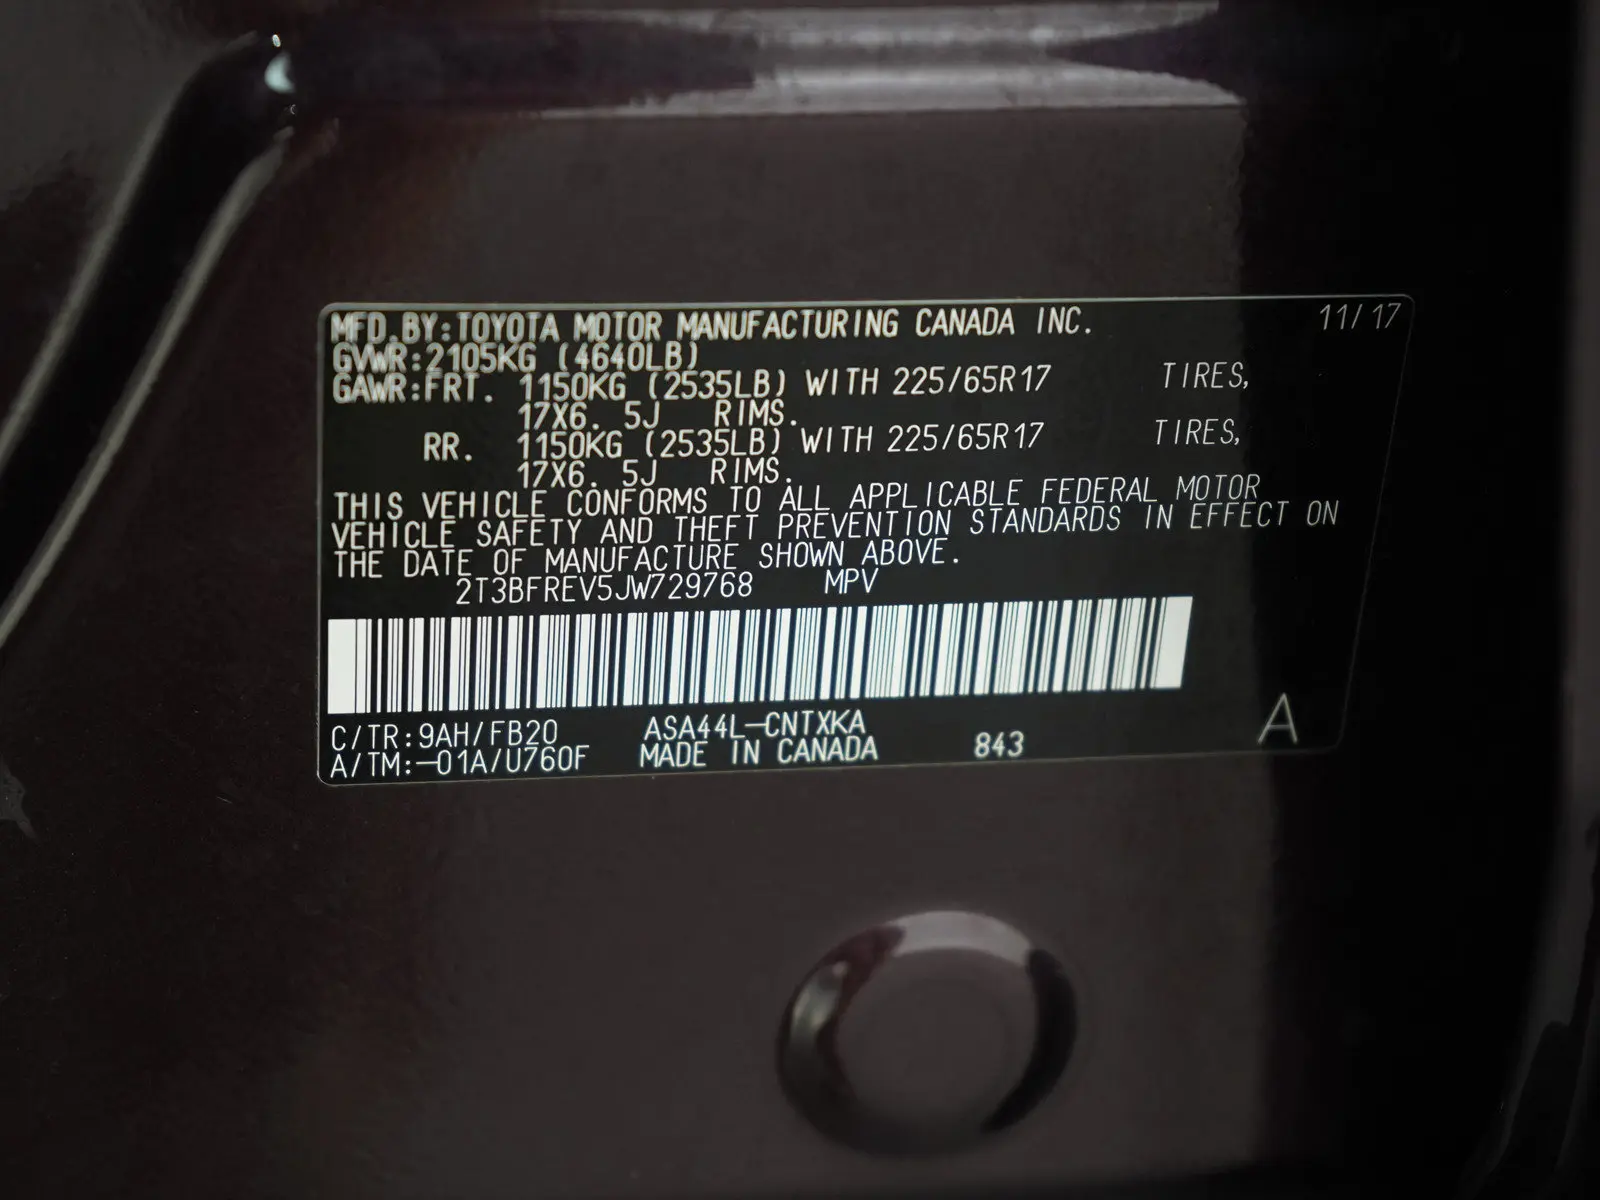 MFD.BY:TOYOTA MOTOR MANUFACTURING CANADA INC. 11/17
GVWR:2105KG (4640LB)
GAWR:FRT. 1150KG (2535LB) WITH 225/65R17 TIRES,
17X6. 5J RIMS.
RR. 1150KG (2535LB) WITH 225/65R17 TIRES,
17X6. 5J RIMS.
THIS VEHICLE CONFORMS TO ALL APPLICABLE FEDERAL MOTOR
VEHICLE SAFETY AND THEFT PREVENTION STANDARDS IN EFFECT ON
THE DATE OF MANUFACTURE SHOWN ABOVE.
2T3BFREV5JW729768 MPV
C/TR:9AH/FB20 ASA44L-CNTXKA
A/TM:-01A/U760F MADE IN CANADA 843 A